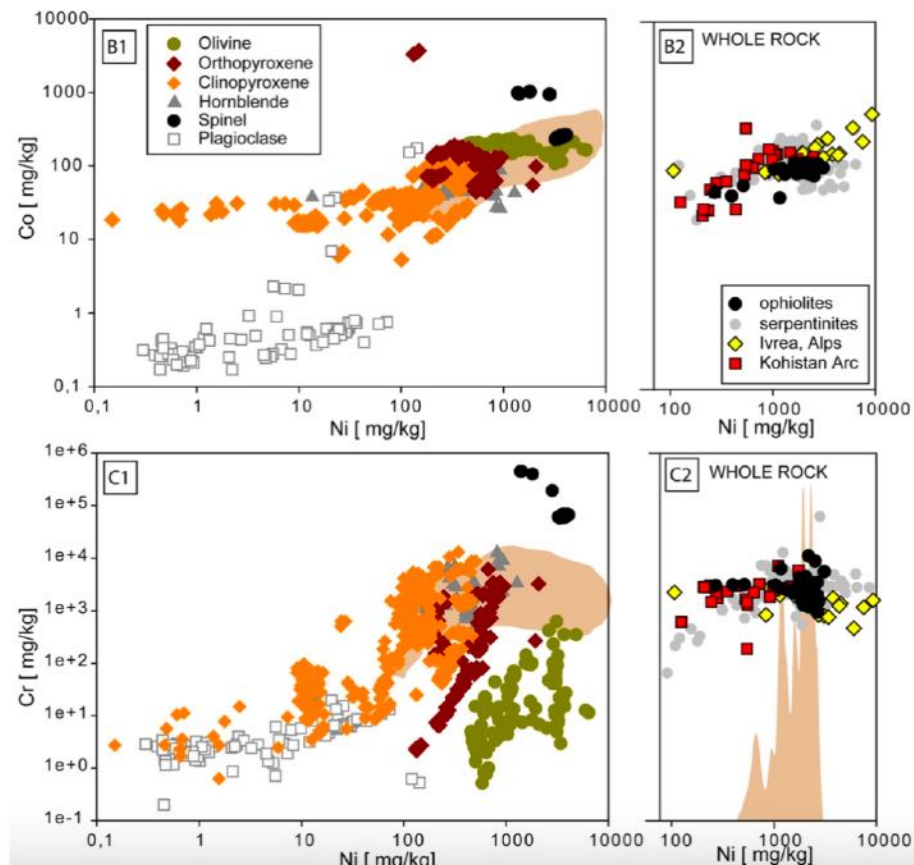 B1
Olivine
Orthopyroxene
Clinopyroxene
Hornblende
Spinel
Plagioclase
10000
1000
100
10
1
0,1
Co [ mg/kg]
0,1
1
10
100
1000
10000
Ni [ mg/kg]
B2 WHOLE ROCK
ophiolites
serpentinites
Ivrea, Alps
Kohistan Arc
100
1000
10000
Ni [ mg/kg]
C1
1e+6
1e+5
1e+4
1e+3
1e+2
1e+1
1e+0
1e-1
Cr [ mg/kg]
0,1
1
10
100
1000
10000
Ni [ mg/kg]
C2 WHOLE ROCK
100
1000
10000
Ni [ mg/kg]